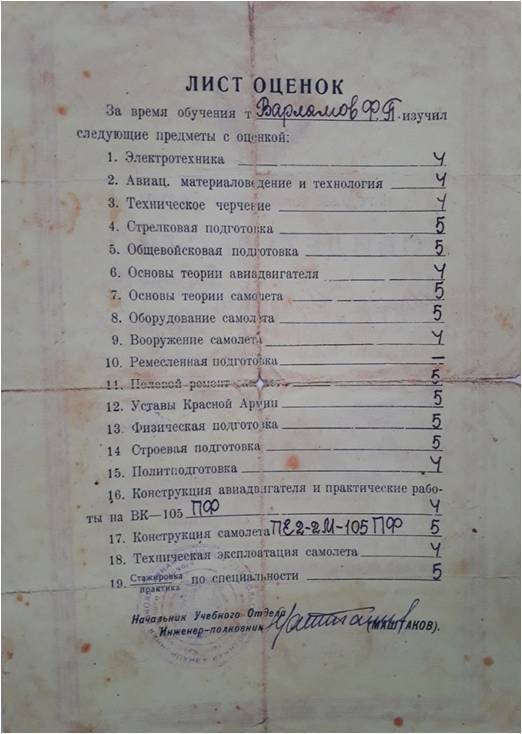 ЛИСТ ОЦЕНОК
За время обучения т. Варламов Ф.П. изучил
следующие предметы с оценкой:
1. Электротехника 4
2. Авиац. материаловедение и технология 4
3. Техническое черчение 4
4. Стрелковая подготовка 5
5. Общевойсковая подготовка 5
6. Основы теории авиадвигателя 4
7. Основы теории самолета 5
8. Оборудование самолета 5
9. Вооружение самолета 4
10. Ремесленная подготовка —
11. Полевой ремонт 5
12. Уставы Красной Армии 5
13. Физическая подготовка 5
14 Строевая подготовка 5
15. Политподготовка 4
16. Конструкция авиадвигателя и практические рабо-
ты на ВК—105 ПФ 4
17. Конструкция самолета ПЕ2-2М-105ПФ 5
18. Техническая эксплоатация самолета 4
19. Стажировка
практика по специальности 5
Начальник Учебного Отдела
Инженер-полковник